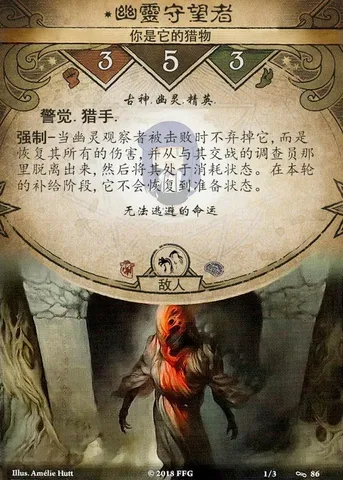 幽靈守望者
你是它的猎物
3 5 3
古神.幽灵.精英.
警觉. 猎手.
强制–当幽灵观察者被击败时不弃掉它,而是
恢复其所有的伤害,并从与其交战的调查员那
里脱离出来,然后将其处于消耗状态。在本轮
的补给阶段,它不会恢复到准备状态。
无法逃避的命运
敌人
Illus. Amélie Hutt © 2018 FFG 1/3 86